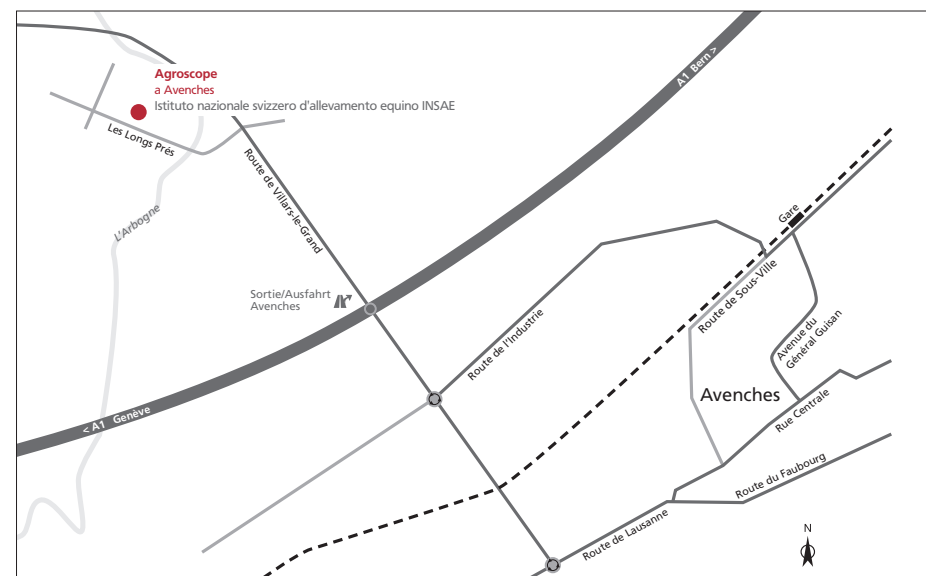 Agroscope
a Avenches
Istituto nazionale svizzero d'allevamento equino INSAE
A1 Bern >
Les Longs Prés
Route de Villars-le-Grand
L'Arbogne
Gare
Sortie/Ausfahrt
Avenches
Route de Sous-Ville
Route de l'Industrie
Avenue du
Général Guisan
Avenches
< A1 Genève
Rue Centrale
Route du Faubourg
Route de Lausanne
N